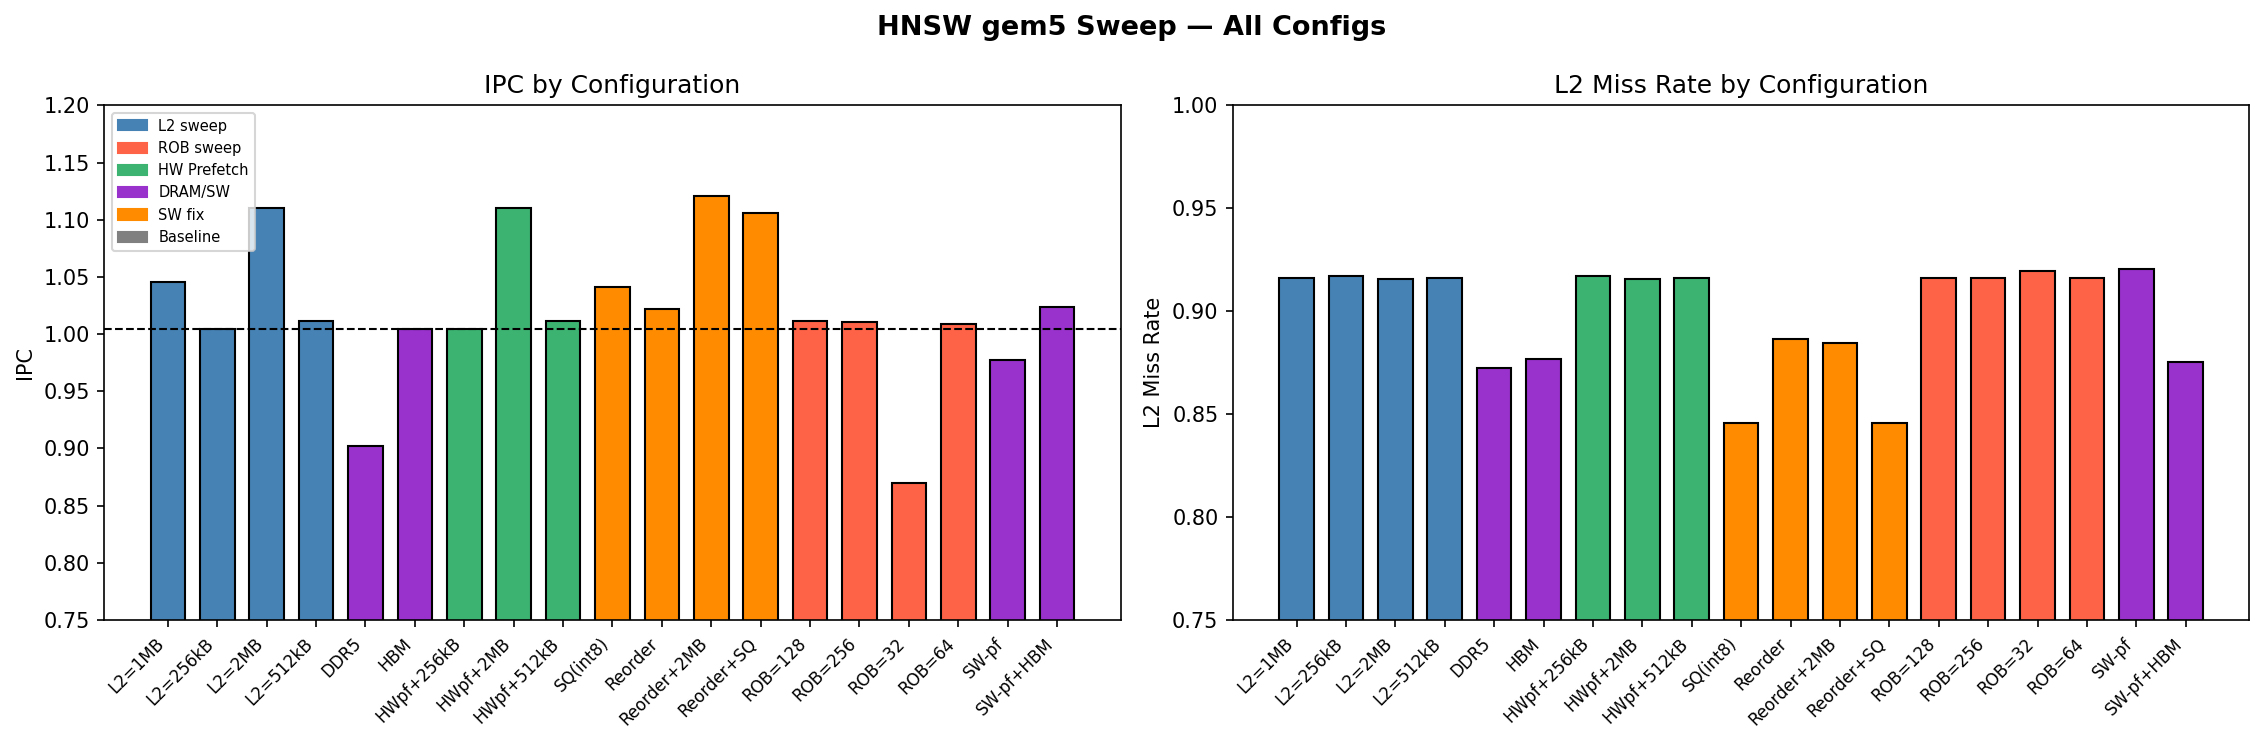 HNSW gem5 Sweep — All Configs
IPC by Configuration
IPC
1.20
1.15
1.10
1.05
1.00
0.95
0.90
0.85
0.80
0.75
L2 sweep
ROB sweep
HW Prefetch
DRAM/SW
SW fix
Baseline
L2=1MB
L2=256kB
L2=2MB
L2=512kB
DDR5
HBM
HWpf+256kB
HWpf+2MB
HWpf+512kB
SQ(int8)
Reorder
Reorder+2MB
Reorder+SQ
ROB=128
ROB=256
ROB=32
ROB=64
SW-pf
SW-pf+HBM
L2 Miss Rate by Configuration
L2 Miss Rate
1.00
0.95
0.90
0.85
0.80
0.75
L2=1MB
L2=256kB
L2=2MB
L2=512kB
DDR5
HBM
HWpf+256kB
HWpf+2MB
HWpf+512kB
SQ(int8)
Reorder
Reorder+2MB
Reorder+SQ
ROB=128
ROB=256
ROB=32
ROB=64
SW-pf
SW-pf+HBM